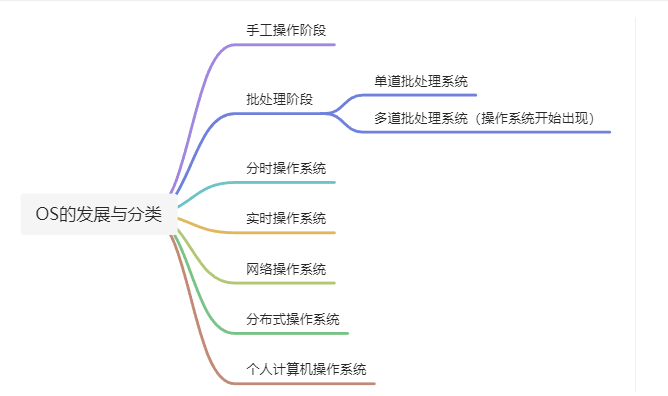 手工操作阶段
批处理阶段
单道批处理系统
多道批处理系统（操作系统开始出现）
分时操作系统
OS的发展与分类
实时操作系统
网络操作系统
分布式操作系统
个人计算机操作系统